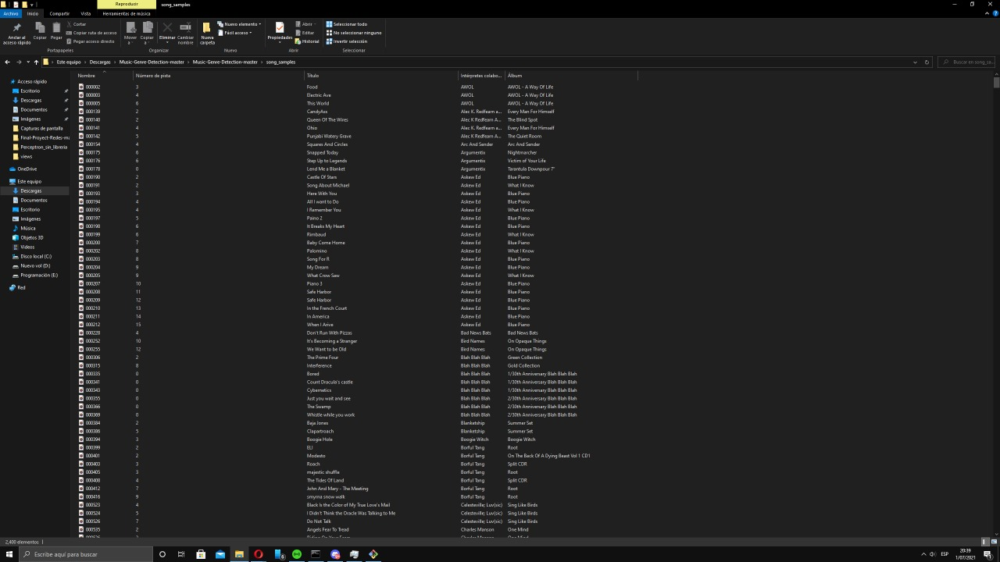 Reproducir song_samples
Archivo Inicio Compartir Vista Herramientas de música
Anclar al acceso rápido
Copiar
Pegar
Cortar
Copiar ruta de acceso
Pegar acceso directo
Mover a
Copiar a
Eliminar
Cambiar nombre
Nueva carpeta
Nuevo elemento
Fácil acceso
Propiedades
Abrir
Editar
Historial
Seleccionar todo
No seleccionar ninguno
Invertir selección
Portapapeles Organizar Nuevo Abrir Seleccionar
Este equipo > Descargas > Music-Genre-Detection-master > Music-Genre-Detection-master > song_samples
Buscar en song_sa...
Acceso rápido
Escritorio
Descargas
Documentos
Imágenes
Capturas de pantalla
Final-Proyect-Redes-ma
Perceptron_sin_libreria
views
OneDrive
Este equipo
Descargas
Documentos
Escritorio
Imágenes
Música
Objetos 3D
Videos
Disco local (C:)
Nuevo vol (D:)
Programación (E:)
Red
Nombre Número de pista Título Intérpretes colabo... Álbum
000002 3 Food AWOL AWOL - A Way Of Life
000003 4 Electric Ave AWOL AWOL - A Way Of Life
000005 6 This World AWOL AWOL - A Way Of Life
000139 2 CandyAss Alec K. Redfearn a... Every Man For Himself
000140 2 Queen Of The Wires Alec K. Redfearn A... The Blind Spot
000141 4 Ohio Alec K. Redfearn a... Every Man For Himself
000142 5 Punjabi Watery Grave Alec K. Redfearn A... The Quiet Room
000154 4 Squares And Circles Arc And Sender Arc And Sender
000175 6 Snapped Today Argumentix Nightmarcher
000176 6 Step Up to Legends Argumentix Victim of Your Life
000178 0 Lend Me a Blanket Argumentix Tarantula Downpour 7"
000190 2 Castle Of Stars Askew Ed Blue Piano
000191 2 Song About Michael Askew Ed What I Know
000193 3 Here With You Askew Ed Blue Piano
000194 4 All I want to Do Askew Ed Blue Piano
000195 4 I Remember You Askew Ed What I Know
000197 5 Paino 2 Askew Ed Blue Piano
000198 6 It Breaks My Heart Askew Ed Blue Piano
000199 6 Rimbaud Askew Ed What I Know
000200 7 Baby Come Home Askew Ed Blue Piano
000202 8 Palomino Askew Ed What I Know
000203 8 Song For R Askew Ed Blue Piano
000204 9 My Dream Askew Ed Blue Piano
000205 9 What Crow Saw Askew Ed What I Know
000207 10 Piano 3 Askew Ed Blue Piano
000208 11 Safe Harbor Askew Ed Blue Piano
000209 12 Safe Harbor Askew Ed Blue Piano
000210 13 In the French Court Askew Ed Blue Piano
000211 14 In America Askew Ed Blue Piano
000212 15 When I Arive Askew Ed Blue Piano
000228 4 Don't Run With Pizzas Bad News Bats Bad News Bats
000252 10 It's Becoming a Stranger Bird Names On Opaque Things
000255 12 We Want to be Old Bird Names On Opaque Things
000306 2 The Prime Four Blah Blah Blah Green Collection
000315 8 Interference Blah Blah Blah Gold Collection
000335 0 Bored Blah Blah Blah 1/30th Anniversary Blah Blah Blah
000341 0 Count Dracula's castle Blah Blah Blah 1/30th Anniversary Blah Blah Blah
000343 0 Cybernetics Blah Blah Blah 1/30th Anniversary Blah Blah Blah
000355 0 Just you wait and see Blah Blah Blah 2/30th Anniversary Blah Blah Blah
000366 0 The Swamp Blah Blah Blah 2/30th Anniversary Blah Blah Blah
000369 0 Whistle while you work Blah Blah Blah 2/30th Anniversary Blah Blah Blah
000384 2 Baja Jones Blanketship Summer Set
000386 5 Clapartroach Blanketship Summer Set
000394 3 Boogie Hole Boogie Witch Boogie Witch
000399 2 ELI Borful Tang Root
000401 2 Modesto Borful Tang On The Back Of A Dying Beast Vol 1 CD1
000403 3 Roach Borful Tang Split CDR
000405 3 majestic shuffle Borful Tang Root
000408 4 The Tides Of Land Borful Tang Split CDR
000412 7 John And Mary - The Meeting Borful Tang Root
000416 9 smyrna snow walk Borful Tang Root
000523 4 Black Is the Color of My True Love's Mail Celesteville; Luv(sic) Sing Like Birds
000524 5 I Didn't Think the Oracle Was Talking to Me Celesteville; Luv(sic) Sing Like Birds
000526 7 Do Not Talk Celesteville; Luv(sic) Sing Like Birds
000535 2 Angels Fear To Tread Charles Manson One Mind
2,400 elementos
Escribe aquí para buscar
ESP
20:39
1/07/2021